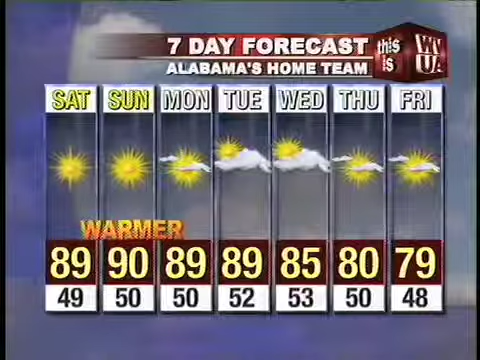 7 DAY FORECAST
ALABAMA'S HOME TEAM
this is WVUA
SAT SUN MON TUE WED THU FRI
WARMER
89 90 89 89 85 80 79
49 50 50 52 53 50 48